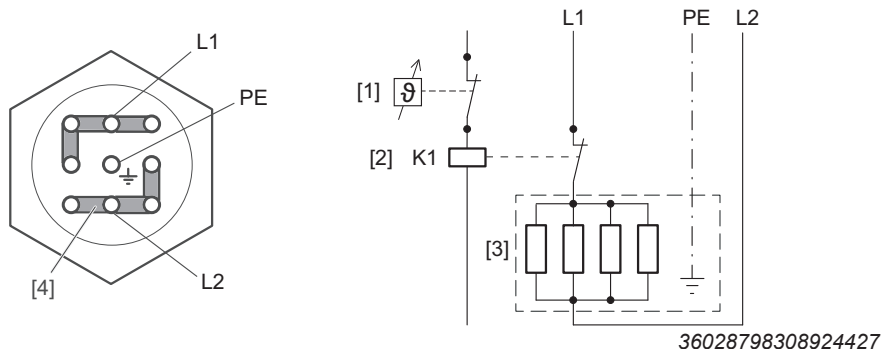 L1
PE
L2
[4]
L1
PE
L2
[1]
ϑ
[2]
K1
[3]
36028798308924427